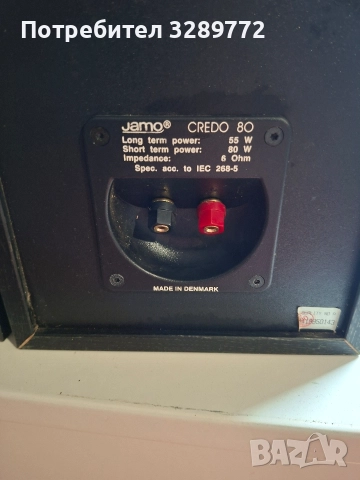 Потребител 3289772
Jamo® CREDO 80
Long term power: 55 W
Short term power: 80 W
Impedance: 6 Ohm
Spec. acc. to IEC 268-5
MADE IN DENMARK
BAZAR